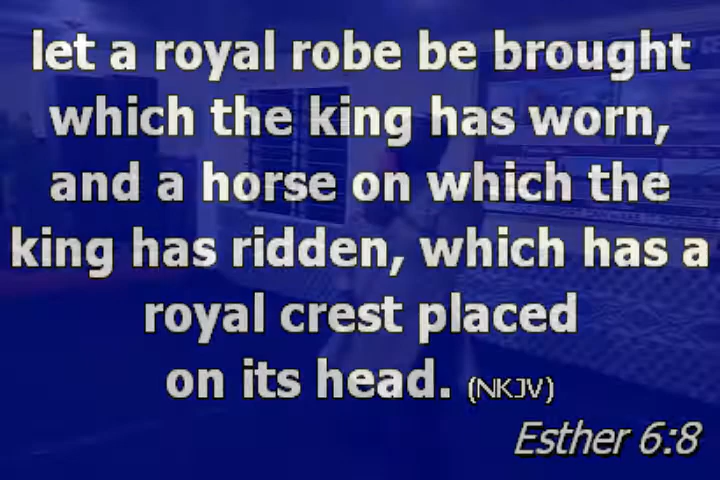 let a royal robe be brought
which the king has worn,
and a horse on which the
king has ridden, which has a
royal crest placed
on its head. (NKJV)
Esther 6:8